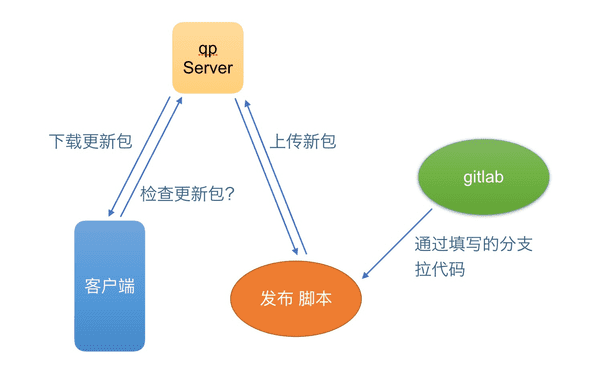 qp
Server
下载更新包
上传新包
检查更新包?
gitlab
通过填写的分支
拉代码
客户端
发布 脚本